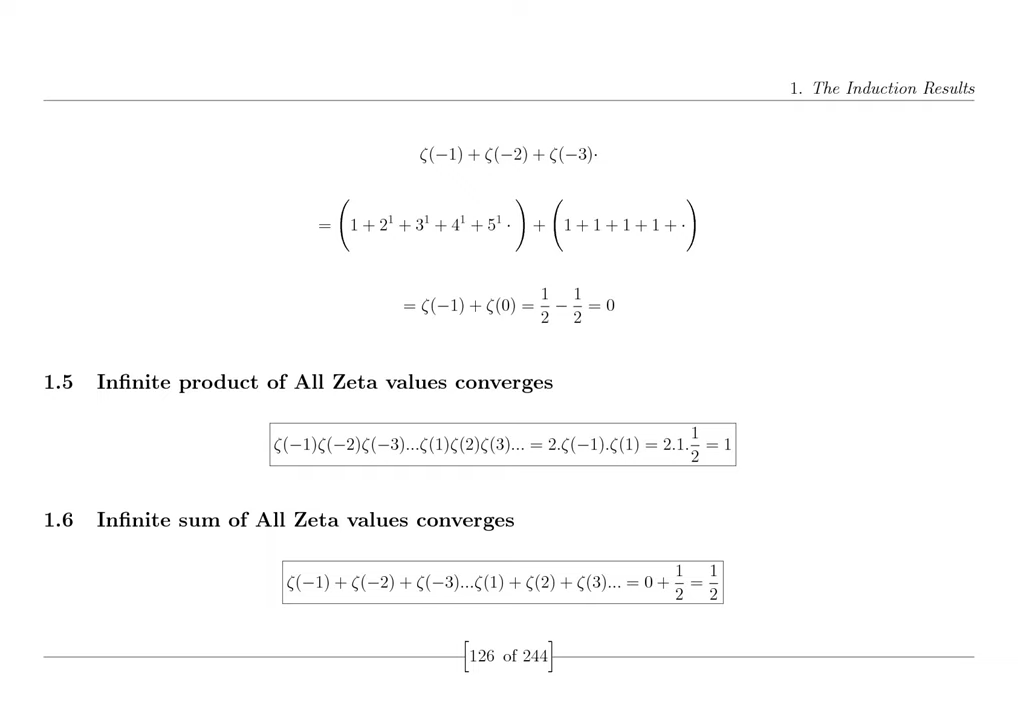 1. The Induction Results
ζ(−1) + ζ(−2) + ζ(−3)·
= (1 + 2¹ + 3¹ + 4¹ + 5¹ ·) + (1 + 1 + 1 + 1 + ·)
= ζ(−1) + ζ(0) = 1/2 − 1/2 = 0
1.5 Infinite product of All Zeta values converges
ζ(−1)ζ(−2)ζ(−3)...ζ(1)ζ(2)ζ(3)... = 2.ζ(−1).ζ(1) = 2.1.1/2 = 1
1.6 Infinite sum of All Zeta values converges
ζ(−1) + ζ(−2) + ζ(−3)...ζ(1) + ζ(2) + ζ(3)... = 0 + 1/2 = 1/2
[126 of 244]